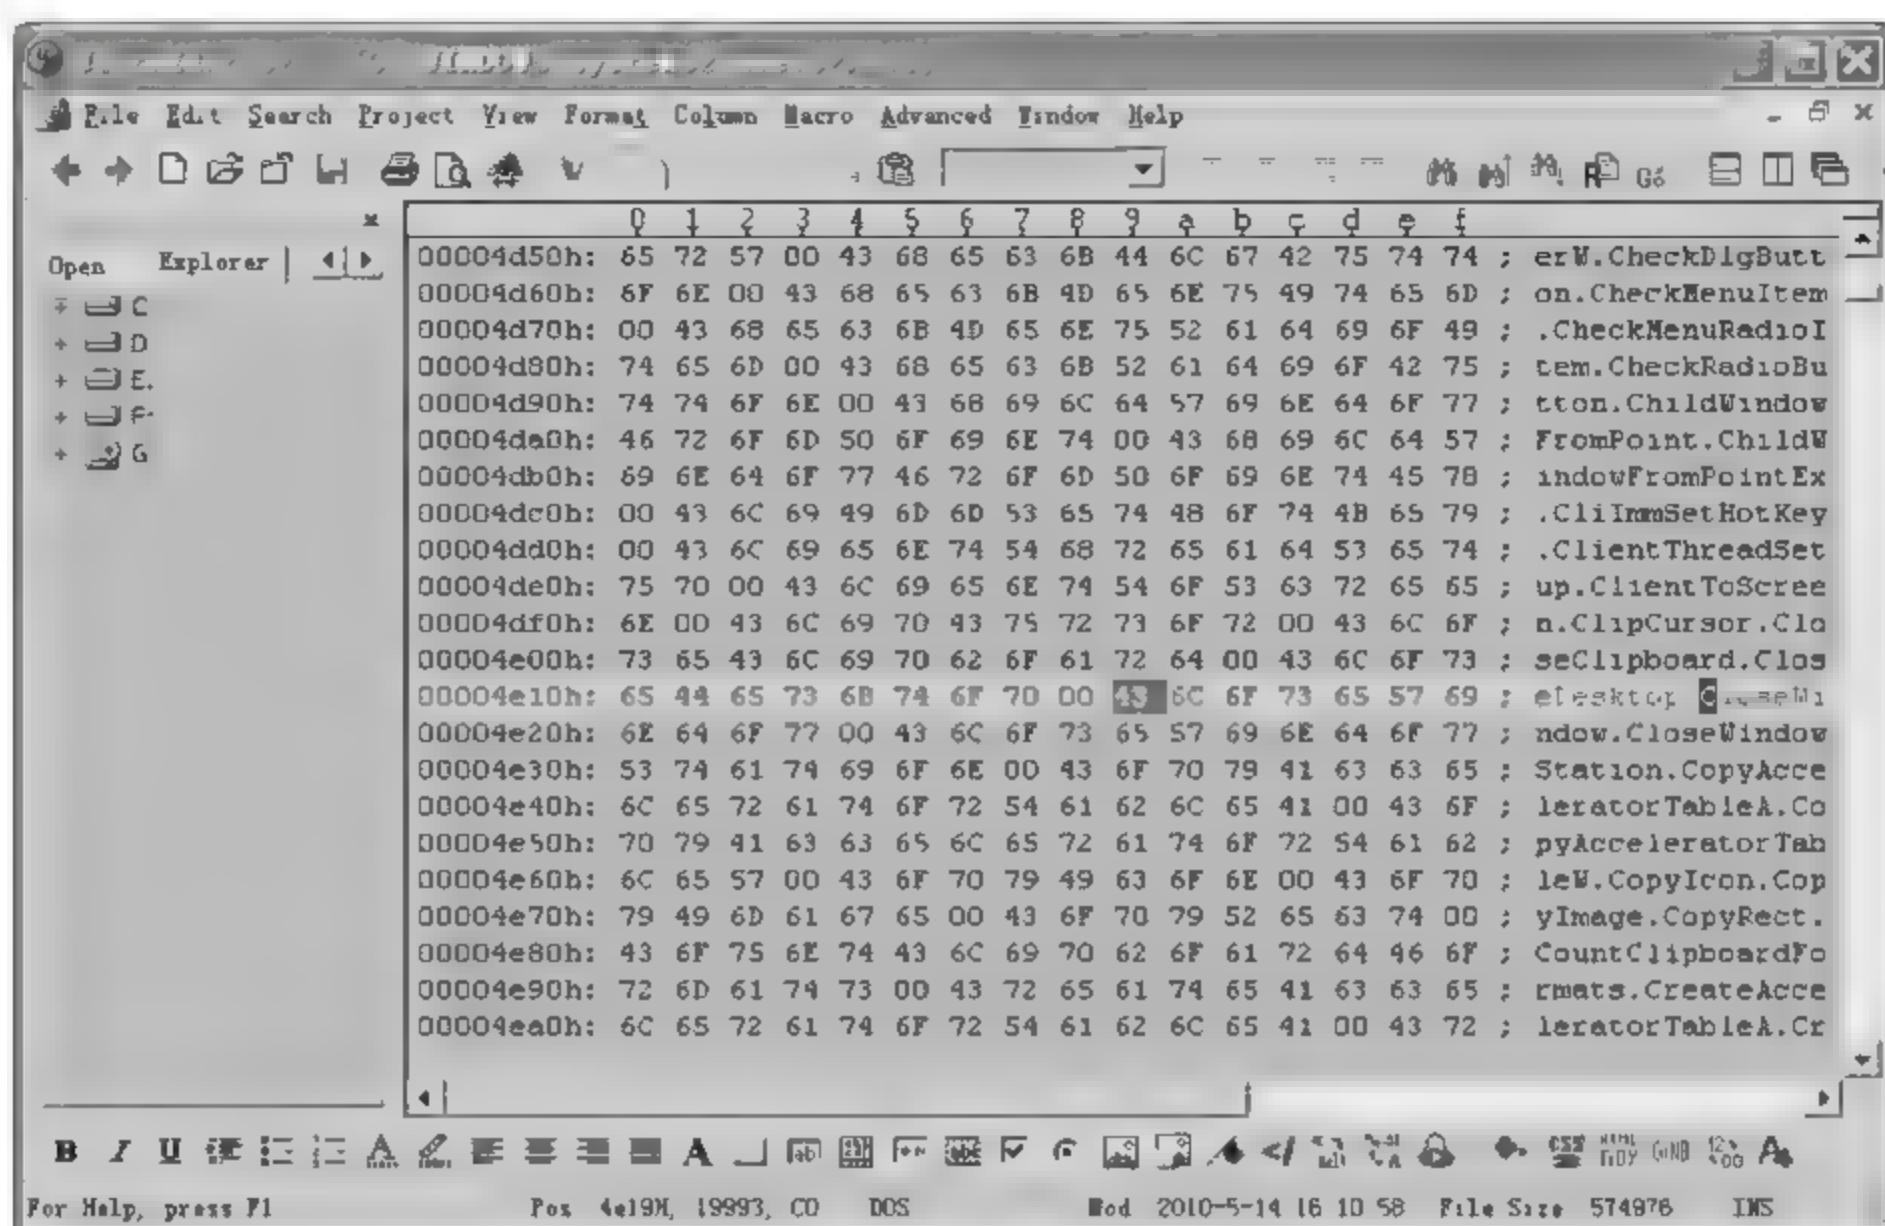 File Edit Search Project View Format Column Macro Advanced Window Help
Open Explorer
C
D
E
F
G
0 1 2 3 4 5 6 7 8 9 a b c d e f
00004d50h: 65 72 57 00 43 68 65 63 6B 44 6C 67 42 75 74 74 ; erW.CheckDlgButt
00004d60h: 6F 6E 00 43 68 65 63 6B 4D 65 6E 75 49 74 65 6D ; on.CheckMenuItem
00004d70h: 00 43 68 65 63 6B 4D 65 6E 75 52 61 64 69 6F 49 ; .CheckMenuRadioI
00004d80h: 74 65 6D 00 43 68 65 63 6B 52 61 64 69 6F 42 75 ; tem.CheckRadioBu
00004d90h: 74 74 6F 6E 00 43 68 69 6C 64 57 69 6E 64 6F 77 ; tton.ChildWindow
00004da0h: 46 72 6F 6D 50 6F 69 6E 74 00 43 68 69 6C 64 57 ; FromPoint.ChildW
00004db0h: 69 6E 64 6F 77 46 72 6F 6D 50 6F 69 6E 74 45 78 ; indowFromPointEx
00004dc0h: 00 43 6C 69 49 6D 6D 53 65 74 48 6F 74 4B 65 79 ; .CliImmSetHotKey
00004dd0h: 00 43 6C 69 65 6E 74 54 68 72 65 61 64 53 65 74 ; .ClientThreadSet
00004de0h: 75 70 00 43 6C 69 65 6E 74 54 6F 53 63 72 65 65 ; up.ClientToScree
00004df0h: 6E 00 43 6C 69 70 43 75 72 73 6F 72 00 43 6C 6F ; n.ClipCursor.Clo
00004e00h: 73 65 43 6C 69 70 62 6F 61 72 64 00 43 6C 6F 73 ; seClipboard.Clos
00004e10h: 65 44 65 73 6B 74 6F 70 00 43 6C 6F 73 65 57 69 ; eDesktop.CloseWi
00004e20h: 6E 64 6F 77 00 43 6C 6F 73 65 57 69 6E 64 6F 77 ; ndow.CloseWindow
00004e30h: 53 74 61 74 69 6F 6E 00 43 6F 70 79 41 63 63 65 ; Station.CopyAcce
00004e40h: 6C 65 72 61 74 6F 72 54 61 62 6C 65 41 00 43 6F ; leratorTableA.Co
00004e50h: 70 79 41 63 63 65 6C 65 72 61 74 6F 72 54 61 62 ; pyAcceleratorTab
00004e60h: 6C 65 57 00 43 6F 70 79 49 63 6F 6E 00 43 6F 70 ; leW.CopyIcon.Cop
00004e70h: 79 49 6D 61 67 65 00 43 6F 70 79 52 65 63 74 00 ; yImage.CopyRect.
00004e80h: 43 6F 75 6E 74 43 6C 69 70 62 6F 61 72 64 46 6F ; CountClipboardFo
00004e90h: 72 6D 61 74 73 00 43 72 65 61 74 65 41 63 63 65 ; rmats.CreateAcce
00004ea0h: 6C 65 72 61 74 6F 72 54 61 62 6C 65 41 00 43 72 ; leratorTableA.Cr
For Help, press F1 Pos 4e19H, 19993, C0 DOS Mod 2010-5-14 16 10 58 File Size 574976 INS